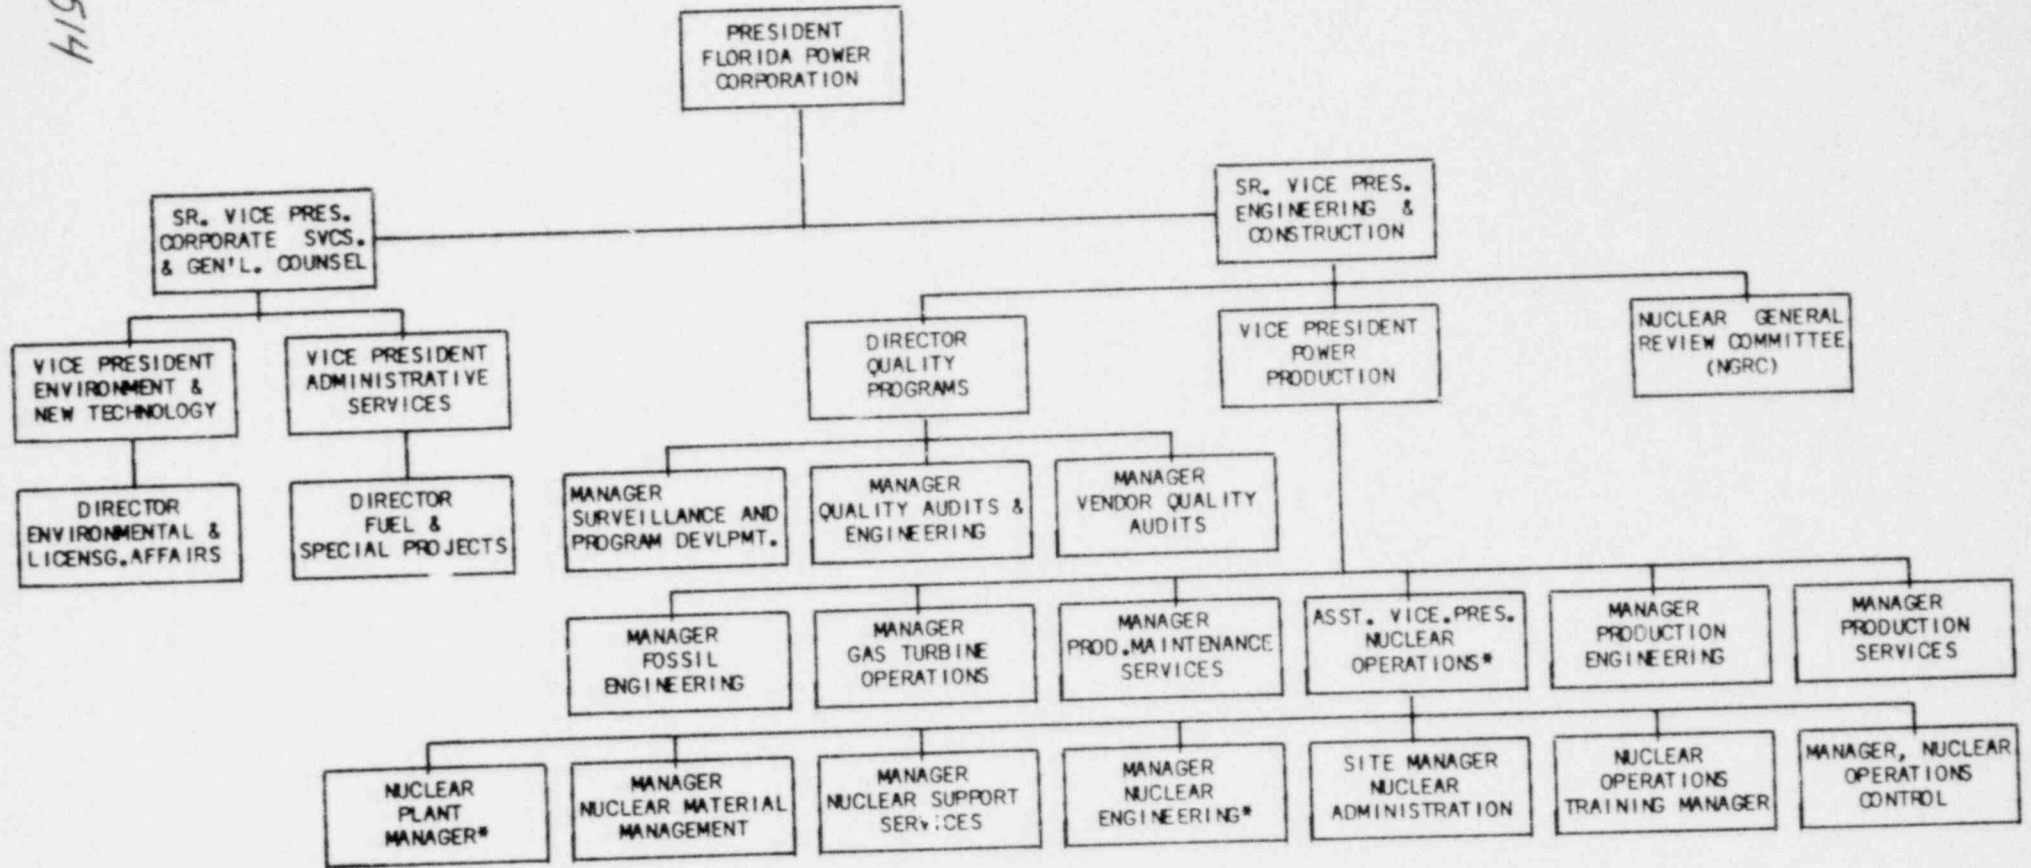 514
PRESIDENT
FLORIDA POWER
CORPORATION
SR. VICE PRES.
CORPORATE SVCS.
& GEN'L. COUNSEL
SR. VICE PRES.
ENGINEERING &
CONSTRUCTION
VICE PRESIDENT
ENVIRONMENT &
NEW TECHNOLOGY
VICE PRESIDENT
ADMINISTRATIVE
SERVICES
DIRECTOR
QUALITY
PROGRAMS
VICE PRESIDENT
POWER
PRODUCTION
NUCLEAR GENERAL
REVIEW COMMITTEE
(NGRC)
DIRECTOR
ENVIRONMENTAL &
LICENSG.AFFAIRS
DIRECTOR
FUEL &
SPECIAL PROJECTS
MANAGER
SURVEILLANCE AND
PROGRAM DEVLPMT.
MANAGER
QUALITY AUDITS &
ENGINEERING
MANAGER
VENDOR QUALITY
AUDITS
MANAGER
FOSSIL
ENGINEERING
MANAGER
GAS TURBINE
OPERATIONS
MANAGER
PROD.MAINTENANCE
SERVICES
ASST. VICE.PRES.
NUCLEAR
OPERATIONS*
MANAGER
PRODUCTION
ENGINEERING
MANAGER
PRODUCTION
SERVICES
NUCLEAR
PLANT
MANAGER*
MANAGER
NUCLEAR MATERIAL
MANAGEMENT
MANAGER
NUCLEAR SUPPORT
SERVICES
MANAGER
NUCLEAR
ENGINEERING*
SITE MANAGER
NUCLEAR
ADMINISTRATION
NUCLEAR
OPERATIONS
TRAINING MANAGER
MANAGER, NUCLEAR
OPERATIONS
CONTROL